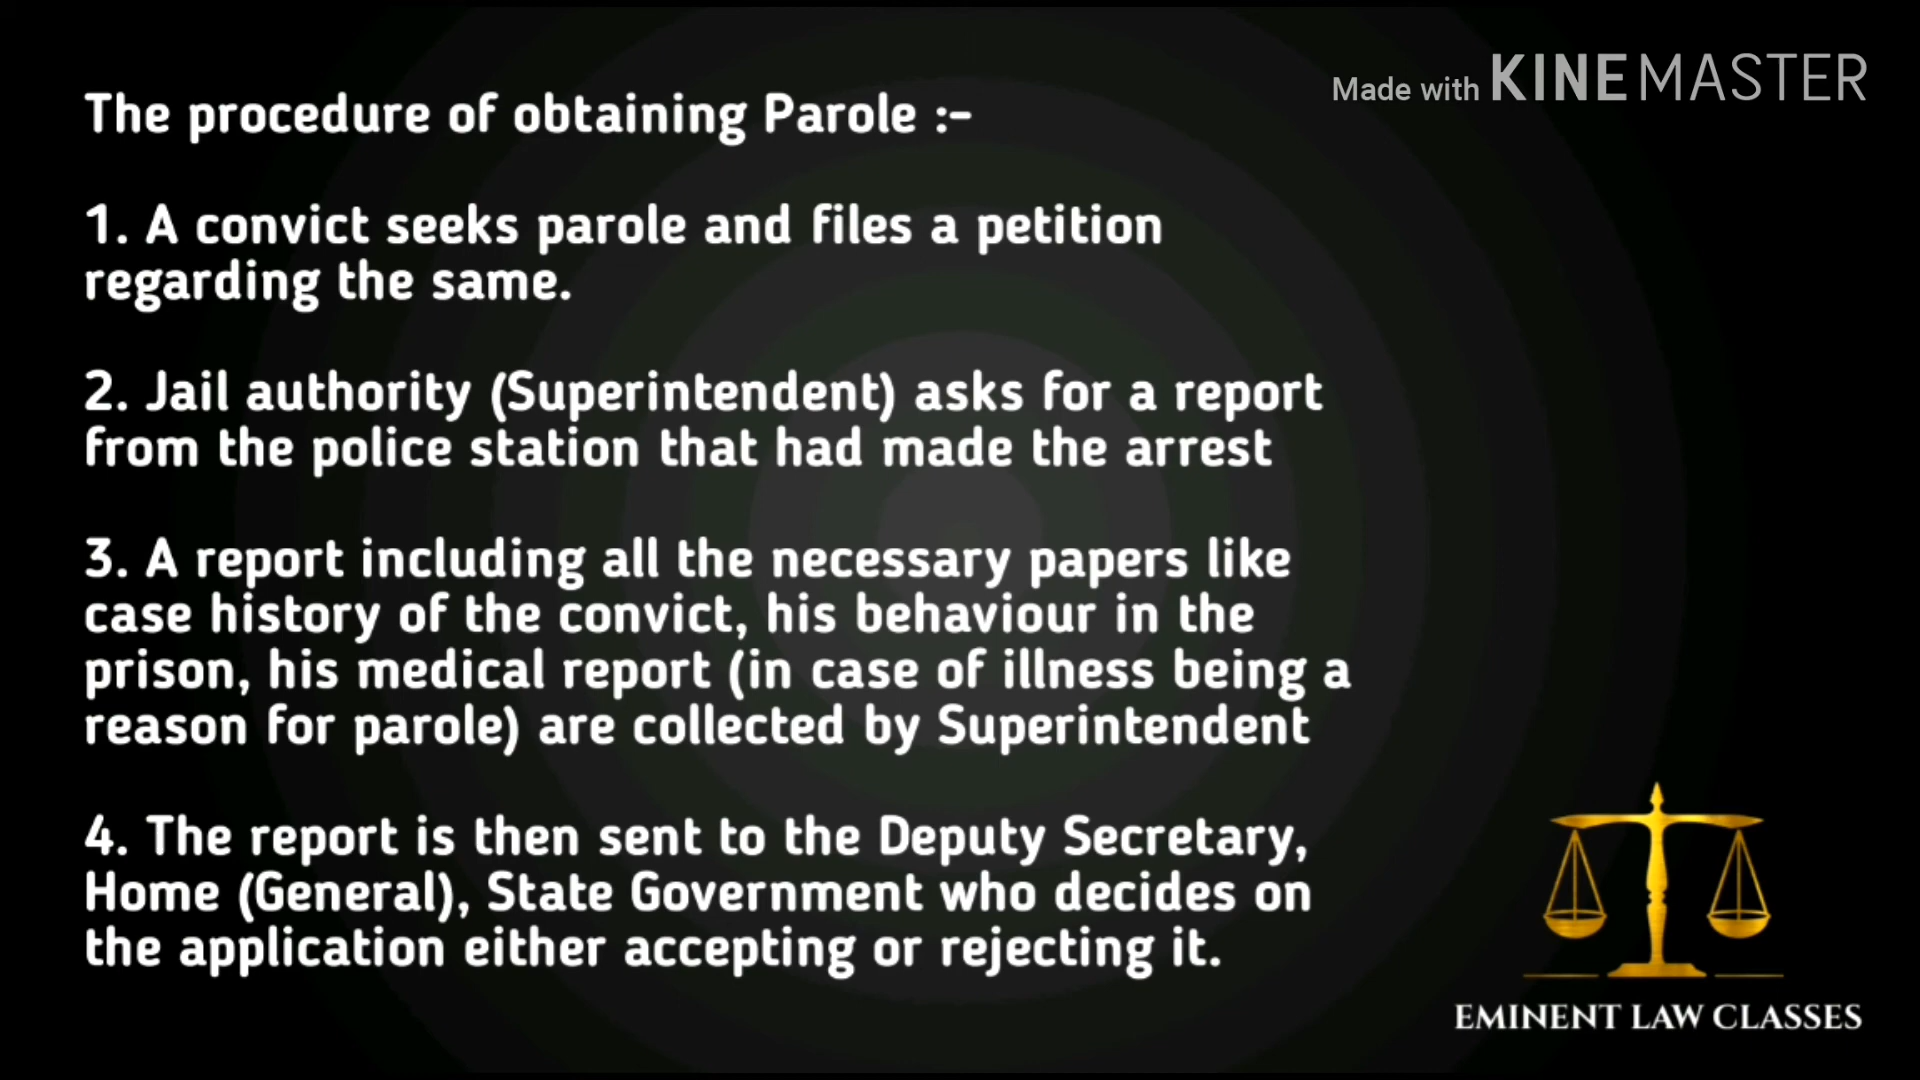 Made with KINEMASTER
The procedure of obtaining Parole :-
1. A convict seeks parole and files a petition
regarding the same.
2. Jail authority (Superintendent) asks for a report
from the police station that had made the arrest
3. A report including all the necessary papers like
case history of the convict, his behaviour in the
prison, his medical report (in case of illness being a
reason for parole) are collected by Superintendent
4. The report is then sent to the Deputy Secretary,
Home (General), State Government who decides on
the application either accepting or rejecting it.
EMINENT LAW CLASSES